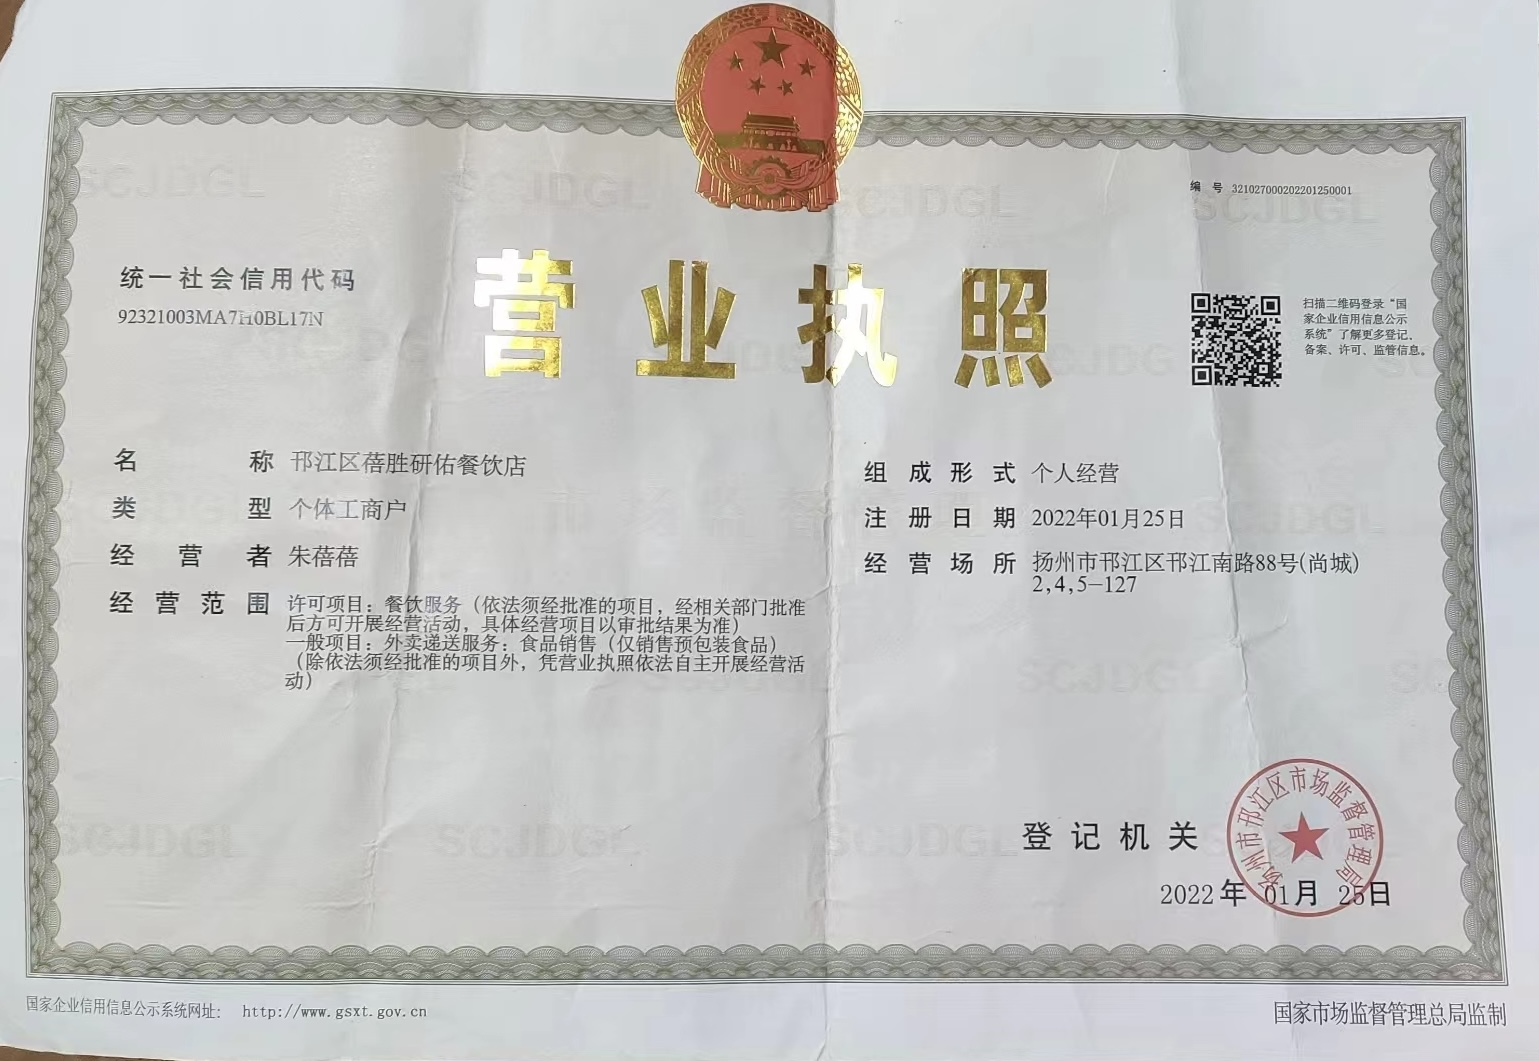 编 号 321027000202201250001
统一社会信用代码
92321003MA7H0BL17N
营业执照
扫描二维码登录“国
家企业信用信息公示
系统”了解更多登记、
备案、许可、监管信息。
名 称 邗江区蓓胜研佑餐饮店
类 型 个体工商户
经 营 者 朱蓓蓓
经 营 范 围 许可项目：餐饮服务（依法须经批准的项目，经相关部门批准
后方可开展经营活动，具体经营项目以审批结果为准）
一般项目：外卖递送服务；食品销售（仅销售预包装食品）
（除依法须经批准的项目外，凭营业执照依法自主开展经营活
动）
组 成 形 式 个人经营
注 册 日 期 2022年01月25日
经 营 场 所 扬州市邗江区邗江南路88号(尚城)
2,4,5—127
登 记 机 关
扬州市邗江区市场监督管理局
2022 年 01 月 25 日
国家企业信用信息公示系统网址： http://www.gsxt.gov.cn
国家市场监督管理总局监制